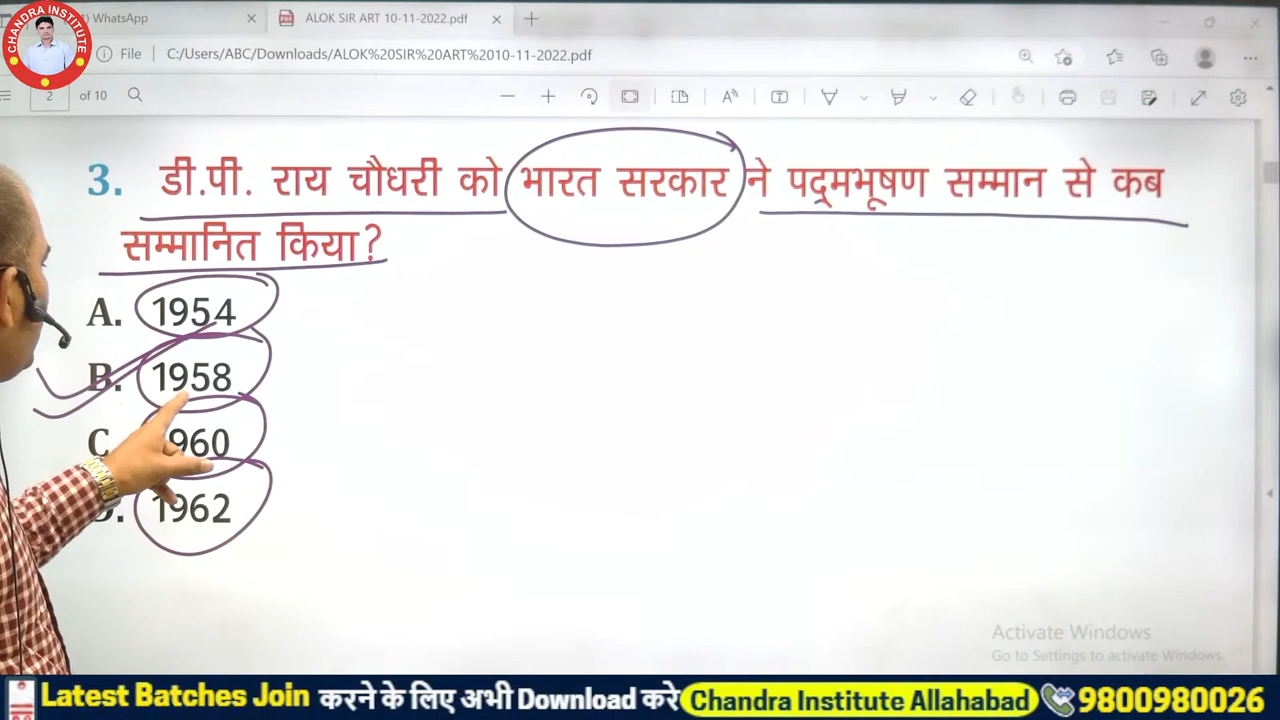 CHANDRA INSTITUTE
WhatsApp
ALOK SIR ART 10-11-2022.pdf
File C:/Users/ABC/Downloads/ALOK%20SIR%20ART%2010-11-2022.pdf
2 of 10
3. डी.पी. राय चौधरी को भारत सरकार ने पद्मभूषण सम्मान से कब
सम्मानित किया?
A. 1954
B. 1958
C 960
D. 1962
Activate Windows
Go to Settings to activate Windows.
Latest Batches Join करने के लिए अभी Download करे Chandra Institute Allahabad 9800980026